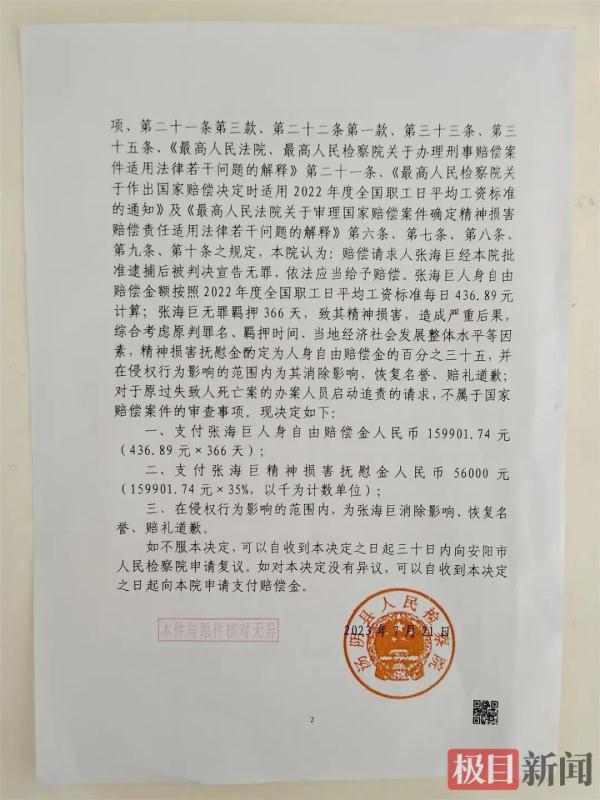 项、第二十一条第三款、第二十二条第一款、第三十三条、第三
十五条、《最高人民法院、最高人民检察院关于办理刑事赔偿案
件适用法律若干问题的解释》第二十一条、《最高人民检察院关
于作出国家赔偿决定时适用2022年度全国职工日平均工资标准
的通知》及《最高人民法院关于审理国家赔偿案件确定精神损害
赔偿责任适用法律若干问题的解释》第六条、第七条、第八条、
第九条、第十条之规定，本院认为：赔偿请求人张海巨经本院批
准逮捕后被判决宣告无罪，依法应当给予赔偿。张海巨人身自由
赔偿金额按照2022年度全国职工日平均工资标准每日436.89元
计算；张海巨无罪羁押366天，致其精神损害，造成严重后果，
综合考虑原判罪名、羁押时间、当地经济社会发展整体水平等因
素，精神损害抚慰金酌定为人身自由赔偿金的百分之三十五，并
在侵权行为影响的范围内为其消除影响、恢复名誉、赔礼道歉；
对于原过失致人死亡案的办案人员启动追责的请求，不属于国家
赔偿案件的审查事项。现决定如下：
一、支付张海巨人身自由赔偿金人民币159901.74元
（436.89元×366天）；
二、支付张海巨精神损害抚慰金人民币56000元
（159901.74元×35%，以千为计数单位）；
三、在侵权行为影响的范围内，为张海巨消除影响、恢复名
誉、赔礼道歉。
如不服本决定，可以自收到本决定之日起三十日内向安阳市
人民检察院申请复议。如对本决定没有异议，可以自收到本决定
之日起向本院申请支付赔偿金。
本件与原件核对无异
汤阴县人民检察院
2023年7月21日
2
极目新闻